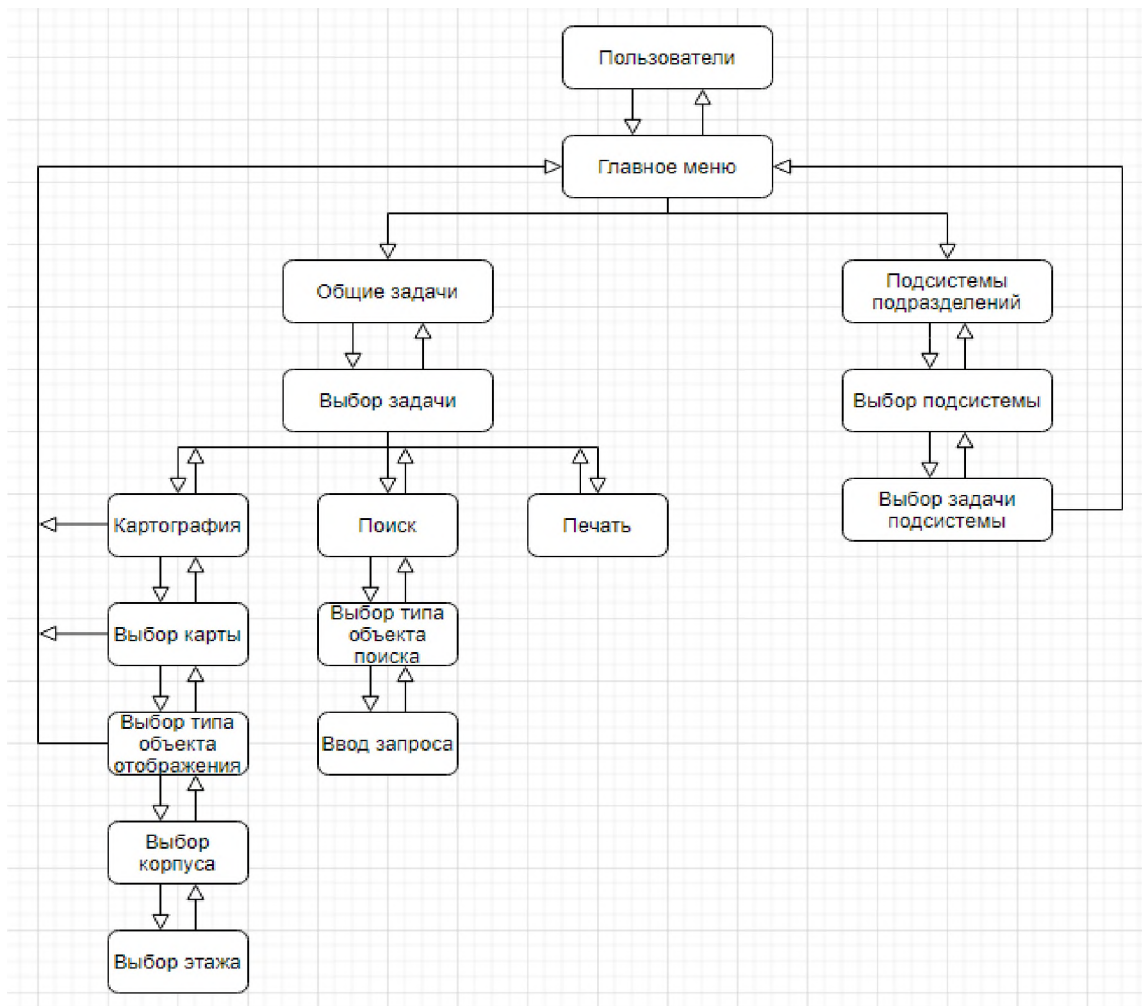 Пользователи
Главное меню
Общие задачи
Подсистемы
подразделений
Выбор задачи
Выбор подсистемы
Картография
Поиск
Печать
Выбор задачи
подсистемы
Выбор карты
Выбор типа
объекта
поиска
Выбор типа
объекта
отображения
Ввод запроса
Выбор
корпуса
Выбор этажа